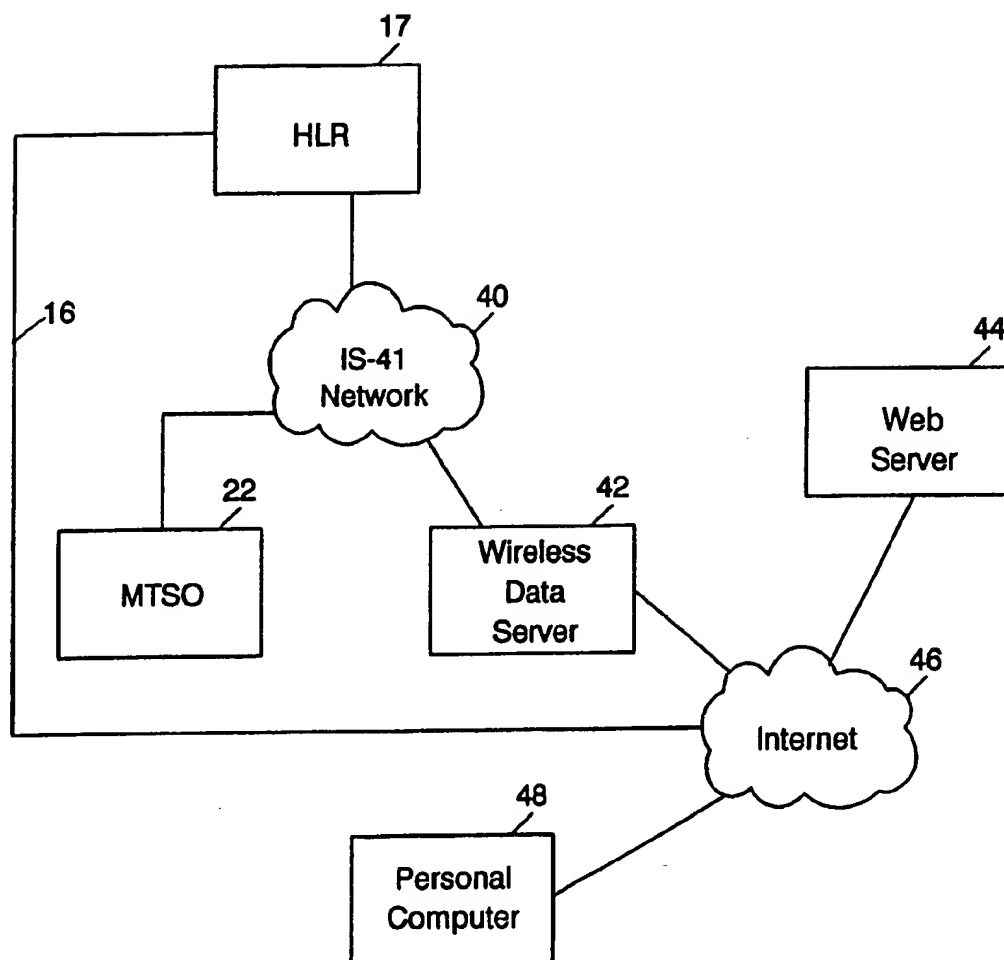 17
HLR
16
40
IS-41
Network
44
Web
Server
22
MTSO
42
Wireless
Data
Server
46
Internet
48
Personal
Computer